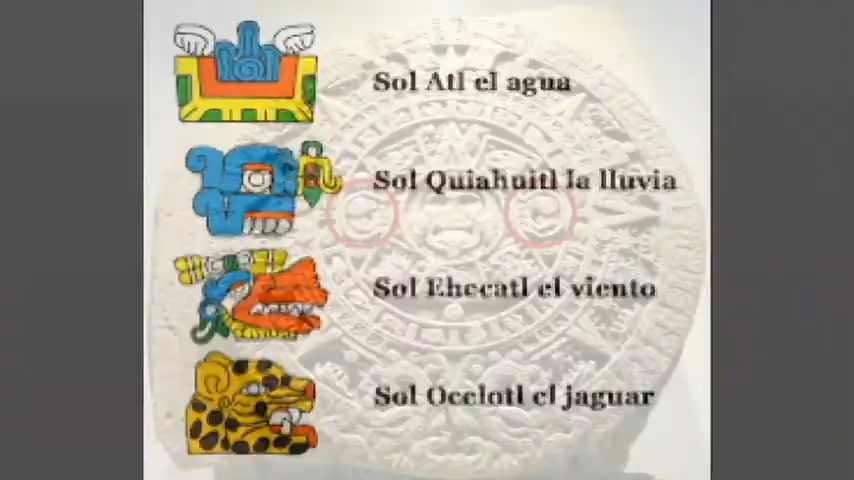 Sol Atl el agua
Sol Quiahuitl la lluvia
Sol Ehecatl el viento
Sol Ocelotl el jaguar